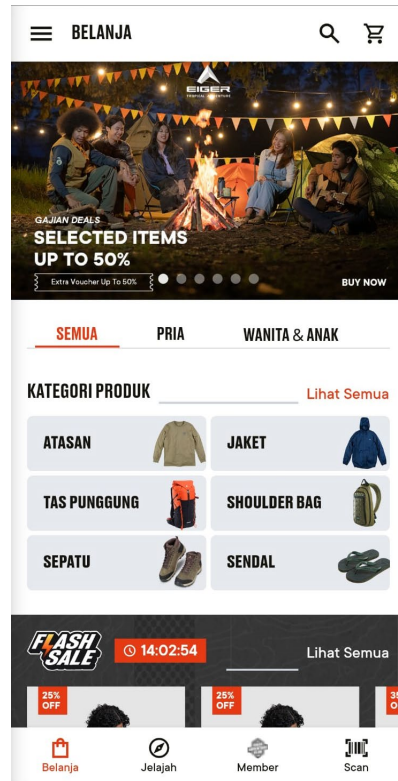 BELANJA
EIGER
TROPICAL ADVENTURE
GAJIAN DEALS
SELECTED ITEMS
UP TO 50%
Extra Voucher Up To 50%
BUY NOW
SEMUA PRIA WANITA & ANAK
KATEGORI PRODUK Lihat Semua
ATASAN JAKET
TAS PUNGGUNG SHOULDER BAG
SEPATU SENDAL
FLASH
SALE
14:02:54
Lihat Semua
25%
OFF
25%
OFF
Belanja Jelajah Member Scan